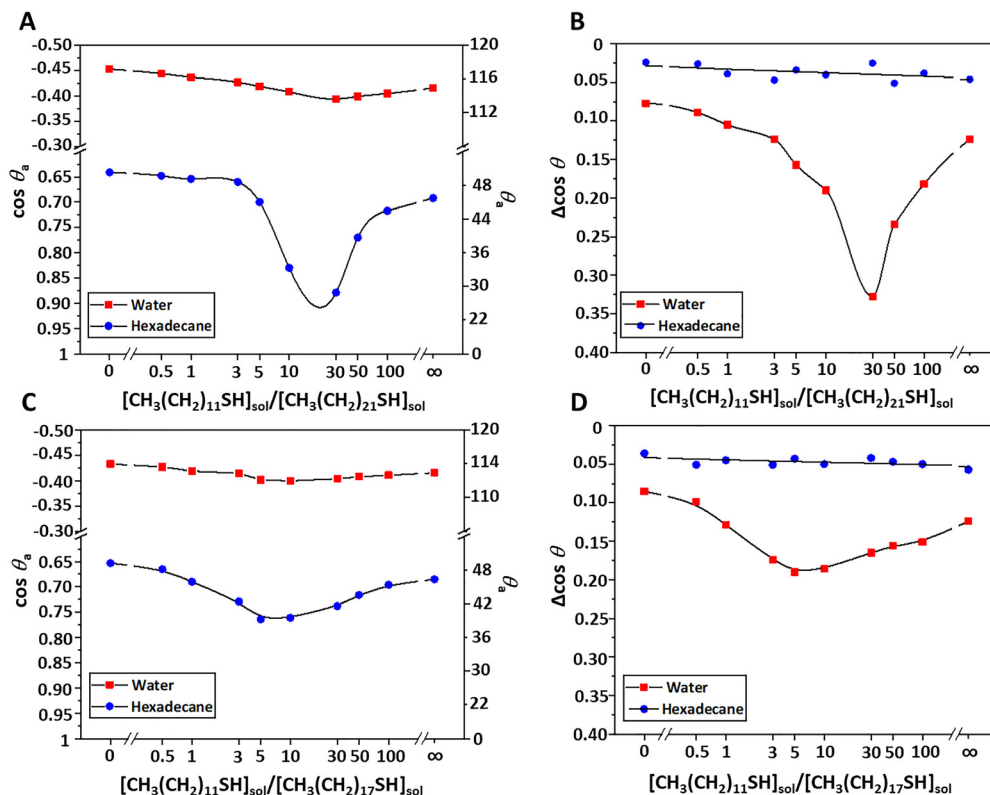 A
-0.50
-0.45
-0.40
-0.35
-0.30
0.65
0.70
0.75
0.80
0.85
0.90
0.95
1
cos θa
120
116
112
48
44
36
30
22
0
θa
Water
Hexadecane
0 0.5 1 3 5 10 30 50 100 ∞
[CH3(CH2)11SH]sol/[CH3(CH2)21SH]sol
B
0
0.05
0.10
0.15
0.20
0.25
0.30
0.35
0.40
Δcos θ
Water
Hexadecane
0 0.5 1 3 5 10 30 50 100 ∞
[CH3(CH2)11SH]sol/[CH3(CH2)21SH]sol
C
-0.50
-0.45
-0.40
-0.35
-0.30
0.65
0.70
0.75
0.80
0.85
0.90
0.95
1
cos θa
120
114
110
48
42
36
30
22
0
θa
Water
Hexadecane
0 0.5 1 3 5 10 30 50 100 ∞
[CH3(CH2)11SH]sol/[CH3(CH2)17SH]sol
D
0
0.05
0.10
0.15
0.20
0.25
0.30
0.35
0.40
Δcos θ
Water
Hexadecane
0 0.5 1 3 5 10 30 50 100 ∞
[CH3(CH2)11SH]sol/[CH3(CH2)17SH]sol